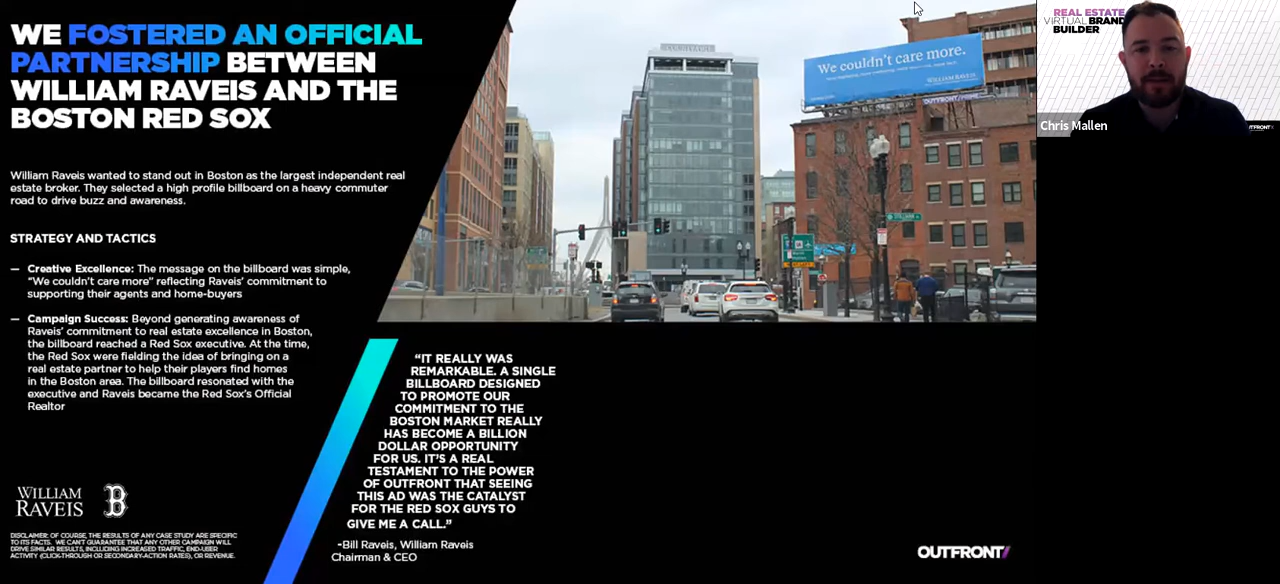 WE FOSTERED AN OFFICIAL
PARTNERSHIP BETWEEN
WILLIAM RAVEIS AND THE
BOSTON RED SOX
William Raveis wanted to stand out in Boston as the largest independent real
estate broker. They selected a high profile billboard on a heavy commuter
road to drive buzz and awareness.
STRATEGY AND TACTICS
— Creative Excellence: The message on the billboard was simple,
“We couldn’t care more” reflecting Raveis’ commitment to
supporting their agents and home-buyers
— Campaign Success: Beyond generating awareness of
Raveis’ commitment to real estate excellence in Boston,
the billboard reached a Red Sox executive. At the time,
the Red Sox were fielding the idea of bringing on a
real estate partner to help their players find homes
in the Boston area. The billboard resonated with the
executive and Raveis became the Red Sox’s Official
Realtor
WILLIAM
RAVEIS
B
DISCLAIMER: OF COURSE, THE RESULTS OF ANY CASE STUDY ARE SPECIFIC
TO ITS FACTS. WE CAN'T GUARANTEE THAT ANY OTHER CAMPAIGN WILL
DRIVE SIMILAR RESULTS, INCLUDING INCREASED TRAFFIC, END-USER
ACTIVITY (CLICK-THROUGH OR SECONDARY-ACTION RATES), OR REVENUE.
We couldn’t care more.
WILLIAM RAVEIS
OUTFRONT/PRIME
“IT REALLY WAS
REMARKABLE. A SINGLE
BILLBOARD DESIGNED
TO PROMOTE OUR
COMMITMENT TO THE
BOSTON MARKET REALLY
HAS BECOME A BILLION
DOLLAR OPPORTUNITY
FOR US. IT’S A REAL
TESTAMENT TO THE POWER
OF OUTFRONT THAT SEEING
THIS AD WAS THE CATALYST
FOR THE RED SOX GUYS TO
GIVE ME A CALL.”
-Bill Raveis, William Raveis
Chairman & CEO
OUTFRONT/
REAL ESTATE
VIRTUAL BRAND
BUILDER
Chris Mallen